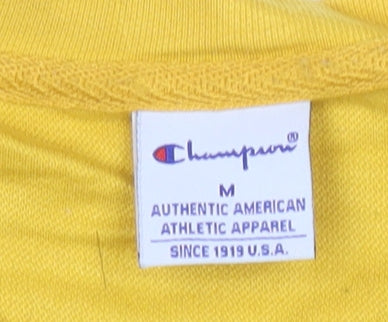 Champion®
M
AUTHENTIC AMERICAN
ATHLETIC APPAREL
SINCE 1919 U.S.A.